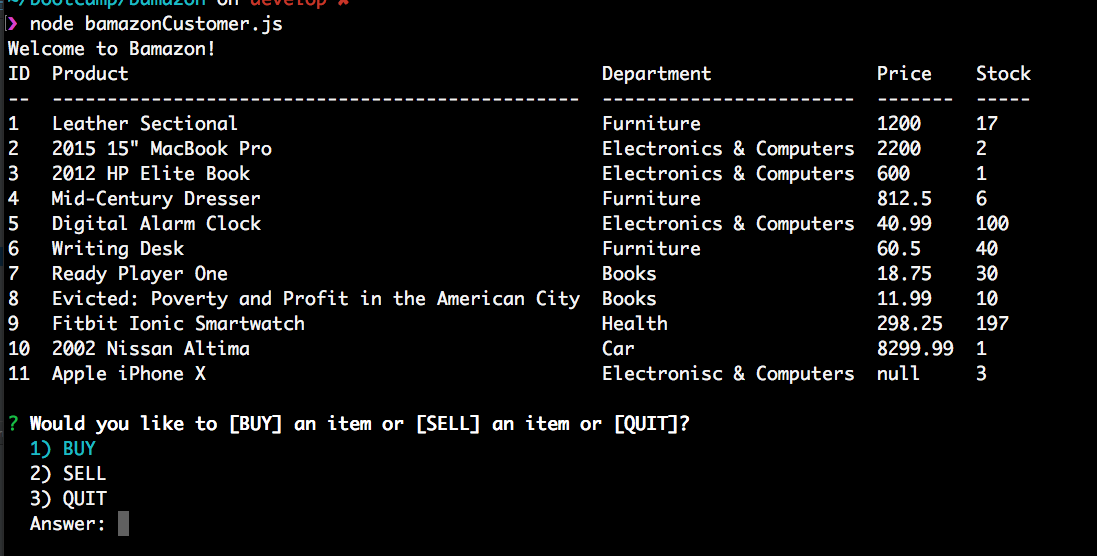 ~/bootcamp/bamazon on develop ✘
❯ node bamazonCustomer.js
Welcome to Bamazon!
ID  Product                                           Department               Price    Stock
--  ------------------------------------------------  -----------------------  -------  -----
1   Leather Sectional                                 Furniture                1200     17
2   2015 15" MacBook Pro                              Electronics & Computers  2200     2
3   2012 HP Elite Book                                Electronics & Computers  600      1
4   Mid-Century Dresser                               Furniture                812.5    6
5   Digital Alarm Clock                               Electronics & Computers  40.99    100
6   Writing Desk                                      Furniture                60.5     40
7   Ready Player One                                  Books                    18.75    30
8   Evicted: Poverty and Profit in the American City  Books                    11.99    10
9   Fitbit Ionic Smartwatch                           Health                   298.25   197
10  2002 Nissan Altima                                Car                      8299.99  1
11  Apple iPhone X                                    Electronisc & Computers  null     3
? Would you like to [BUY] an item or [SELL] an item or [QUIT]?
1) BUY
2) SELL
3) QUIT
Answer: